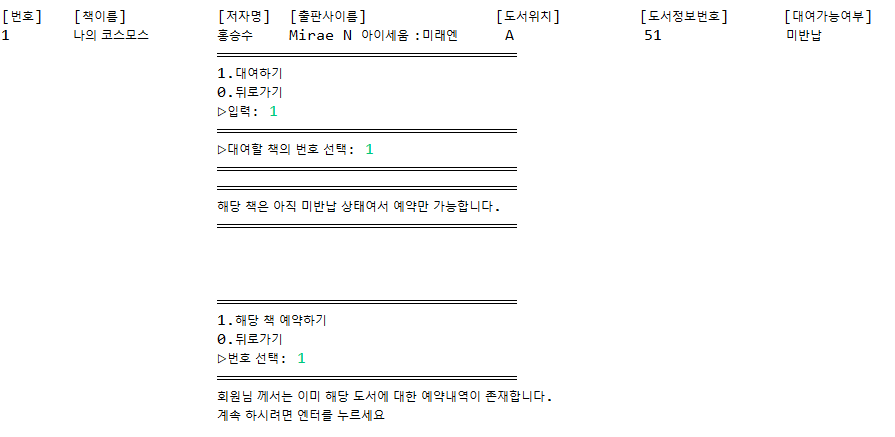 [번호] [책이름] [저자명] [출판사이름] [도서위치] [도서정보번호] [대여가능여부]
1 나의 코스모스 홍승수 Mirae N 아이세움 :미래엔 A 51 미반납
1.대여하기
0.뒤로가기
▷입력: 1
▷대여할 책의 번호 선택: 1
해당 책은 아직 미반납 상태여서 예약만 가능합니다.
1.해당 책 예약하기
0.뒤로가기
▷번호 선택: 1
회원님 께서는 이미 해당 도서에 대한 예약내역이 존재합니다.
계속 하시려면 엔터를 누르세요